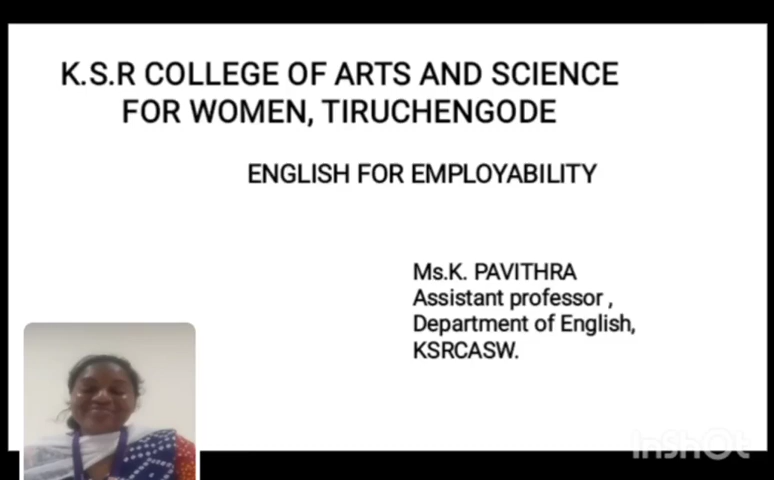 K.S.R COLLEGE OF ARTS AND SCIENCE
FOR WOMEN, TIRUCHENGODE
ENGLISH FOR EMPLOYABILITY
Ms.K. PAVITHRA
Assistant professor ,
Department of English,
KSRCASW.
InShOt